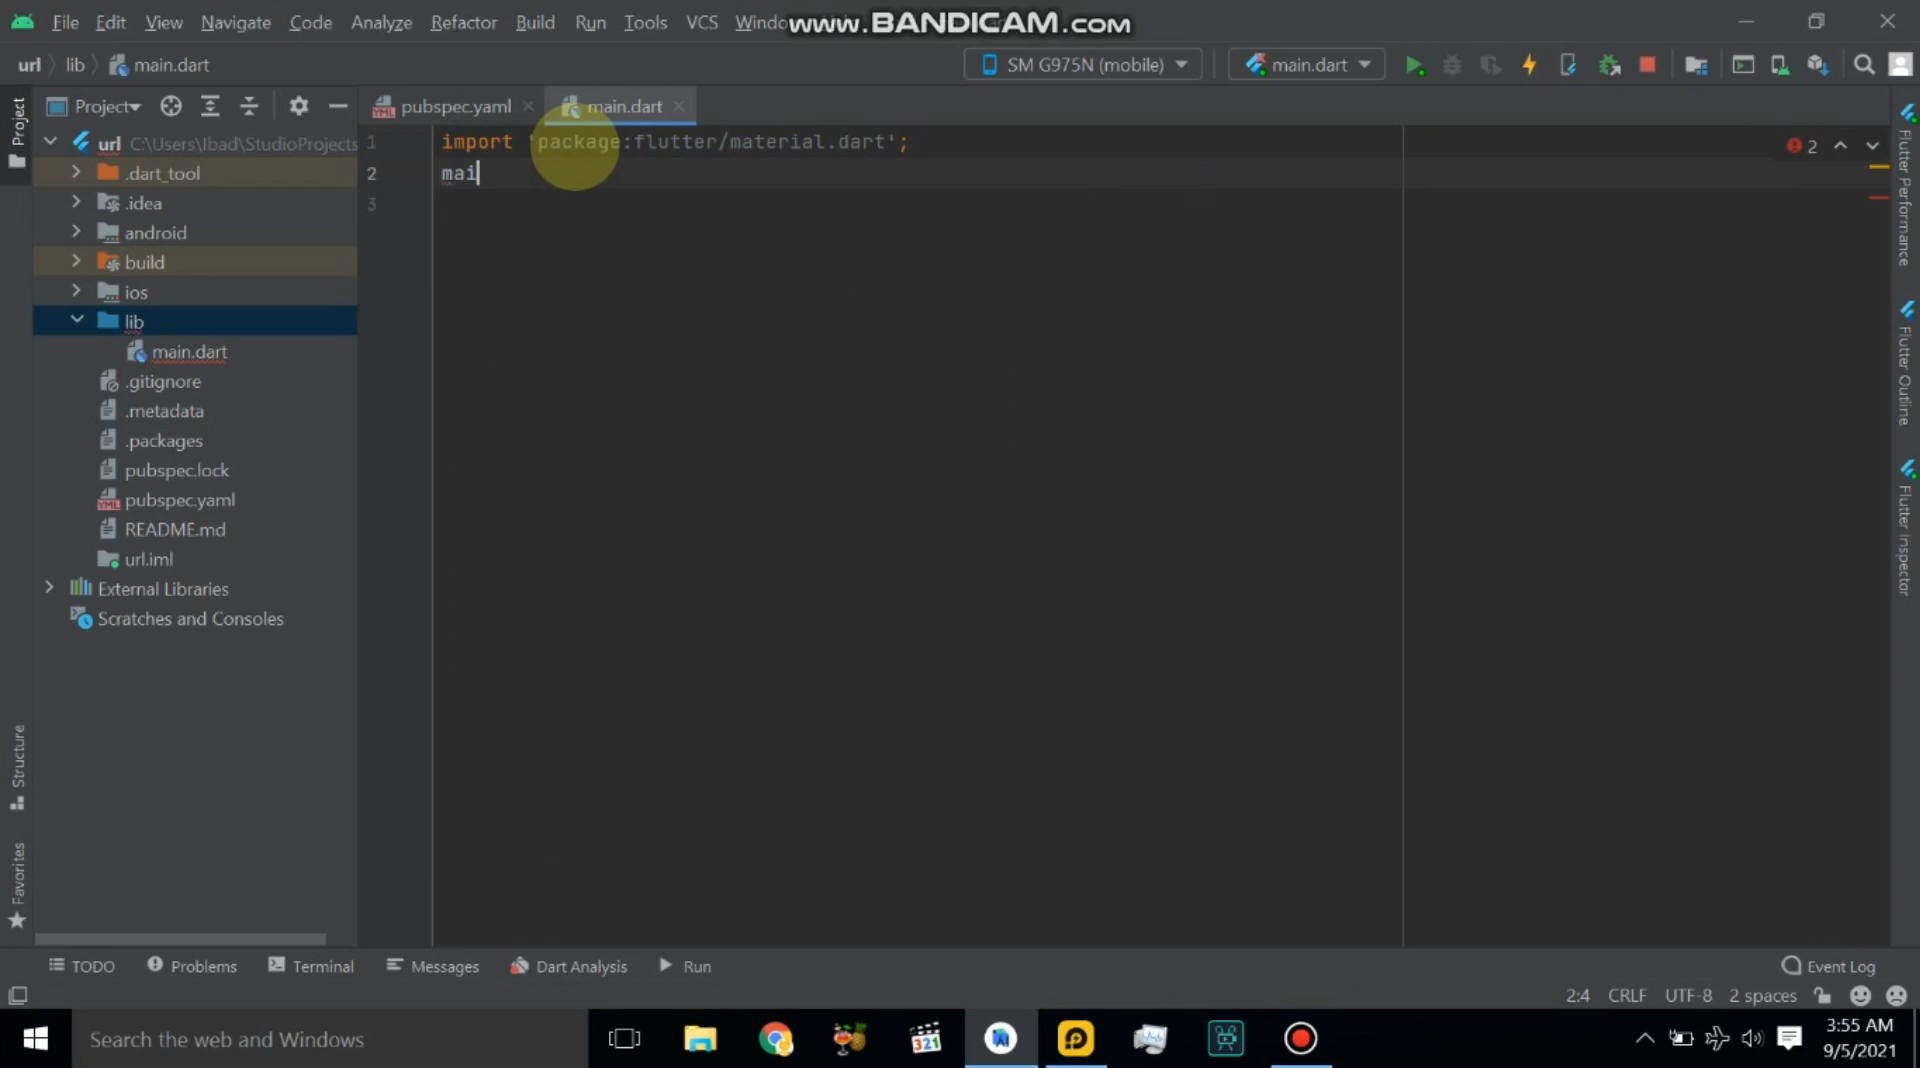 File Edit View Navigate Code Analyze Refactor Build Run Tools VCS Windo
www.BANDICAM.com
url lib main.dart
SM G975N (mobile) main.dart
Project
pubspec.yaml main.dart
url C:\Users\Ibad\StudioProjects
.dart_tool
.idea
android
build
ios
lib
main.dart
.gitignore
.metadata
.packages
pubspec.lock
pubspec.yaml
README.md
url.iml
External Libraries
Scratches and Consoles
1 import 'package:flutter/material.dart';
2 mai
3
2
Project
Structure
Favorites
Flutter Performance
Flutter Outline
Flutter Inspector
TODO Problems Terminal Messages Dart Analysis Run Event Log
2:4 CRLF UTF-8 2 spaces
Search the web and Windows
321
3:55 AM
9/5/2021